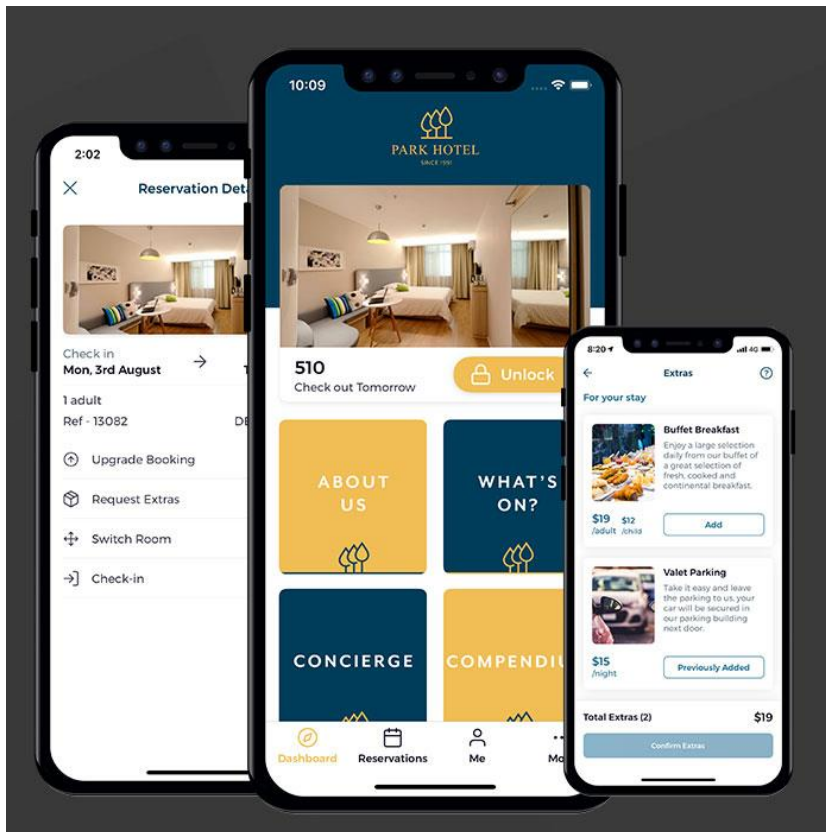 2:02
Reservation Det
Check in
Mon, 3rd August
1 adult
Ref - 13082
Upgrade Booking
Request Extras
Switch Room
Check-in
10:09
PARK HOTEL
SINCE 1991
510
Check out Tomorrow
Unlock
ABOUT
US
WHAT'S
ON?
CONCIERGE
COMPENDIU
Dashboard
Reservations
Me
Mo
8:20
4G
Extras
For your stay
Buffet Breakfast
Enjoy a large selection
daily from our buffet of
a great selection of
fresh, cooked and
continental breakfast.
$19 $12
/adult /child
Add
Valet Parking
Take it easy and leave
the parking to us, your
car will be secured in
our parking building
next door.
$15
/night
Previously Added
Total Extras (2) $19
Confirm Extras